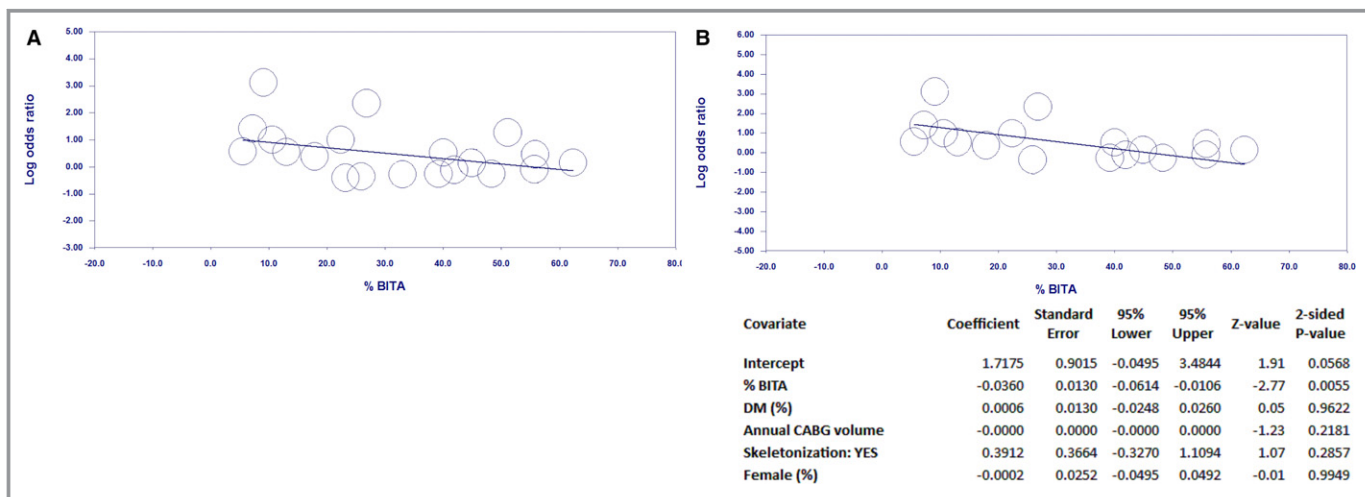 A
5.00
4.00
3.00
2.00
1.00
0.00
-1.00
-2.00
-3.00
Log odds ratio
-20.0 -10.0 0.0 10.0 20.0 30.0 40.0 50.0 60.0 70.0 80.0
% BITA
B
6.00
5.00
4.00
3.00
2.00
1.00
0.00
-1.00
-2.00
-3.00
-4.00
-5.00
Log odds ratio
-20.0 -10.0 0.0 10.0 20.0 30.0 40.0 50.0 60.0 70.0 80.0
% BITA
Covariate Coefficient Standard Error 95% Lower 95% Upper Z-value 2-sided P-value
Intercept 1.7175 0.9015 -0.0495 3.4844 1.91 0.0568
% BITA -0.0360 0.0130 -0.0614 -0.0106 -2.77 0.0055
DM (%) 0.0006 0.0130 -0.0248 0.0260 0.05 0.9622
Annual CABG volume -0.0000 0.0000 -0.0000 0.0000 -1.23 0.2181
Skeletonization: YES 0.3912 0.3664 -0.3270 1.1094 1.07 0.2857
Female (%) -0.0002 0.0252 -0.0495 0.0492 -0.01 0.9949